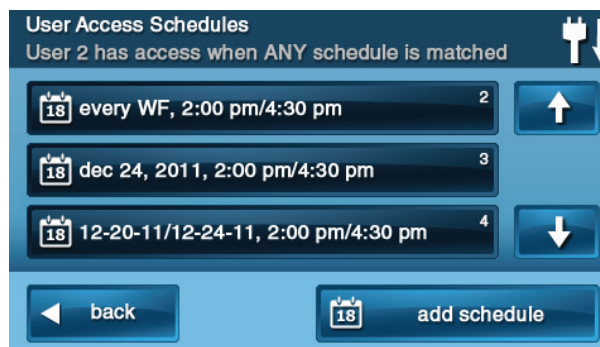 User Access Schedules
User 2 has access when ANY schedule is matched
18 every WF, 2:00 pm/4:30 pm 2
18 dec 24, 2011, 2:00 pm/4:30 pm 3
18 12-20-11/12-24-11, 2:00 pm/4:30 pm 4
back 18 add schedule